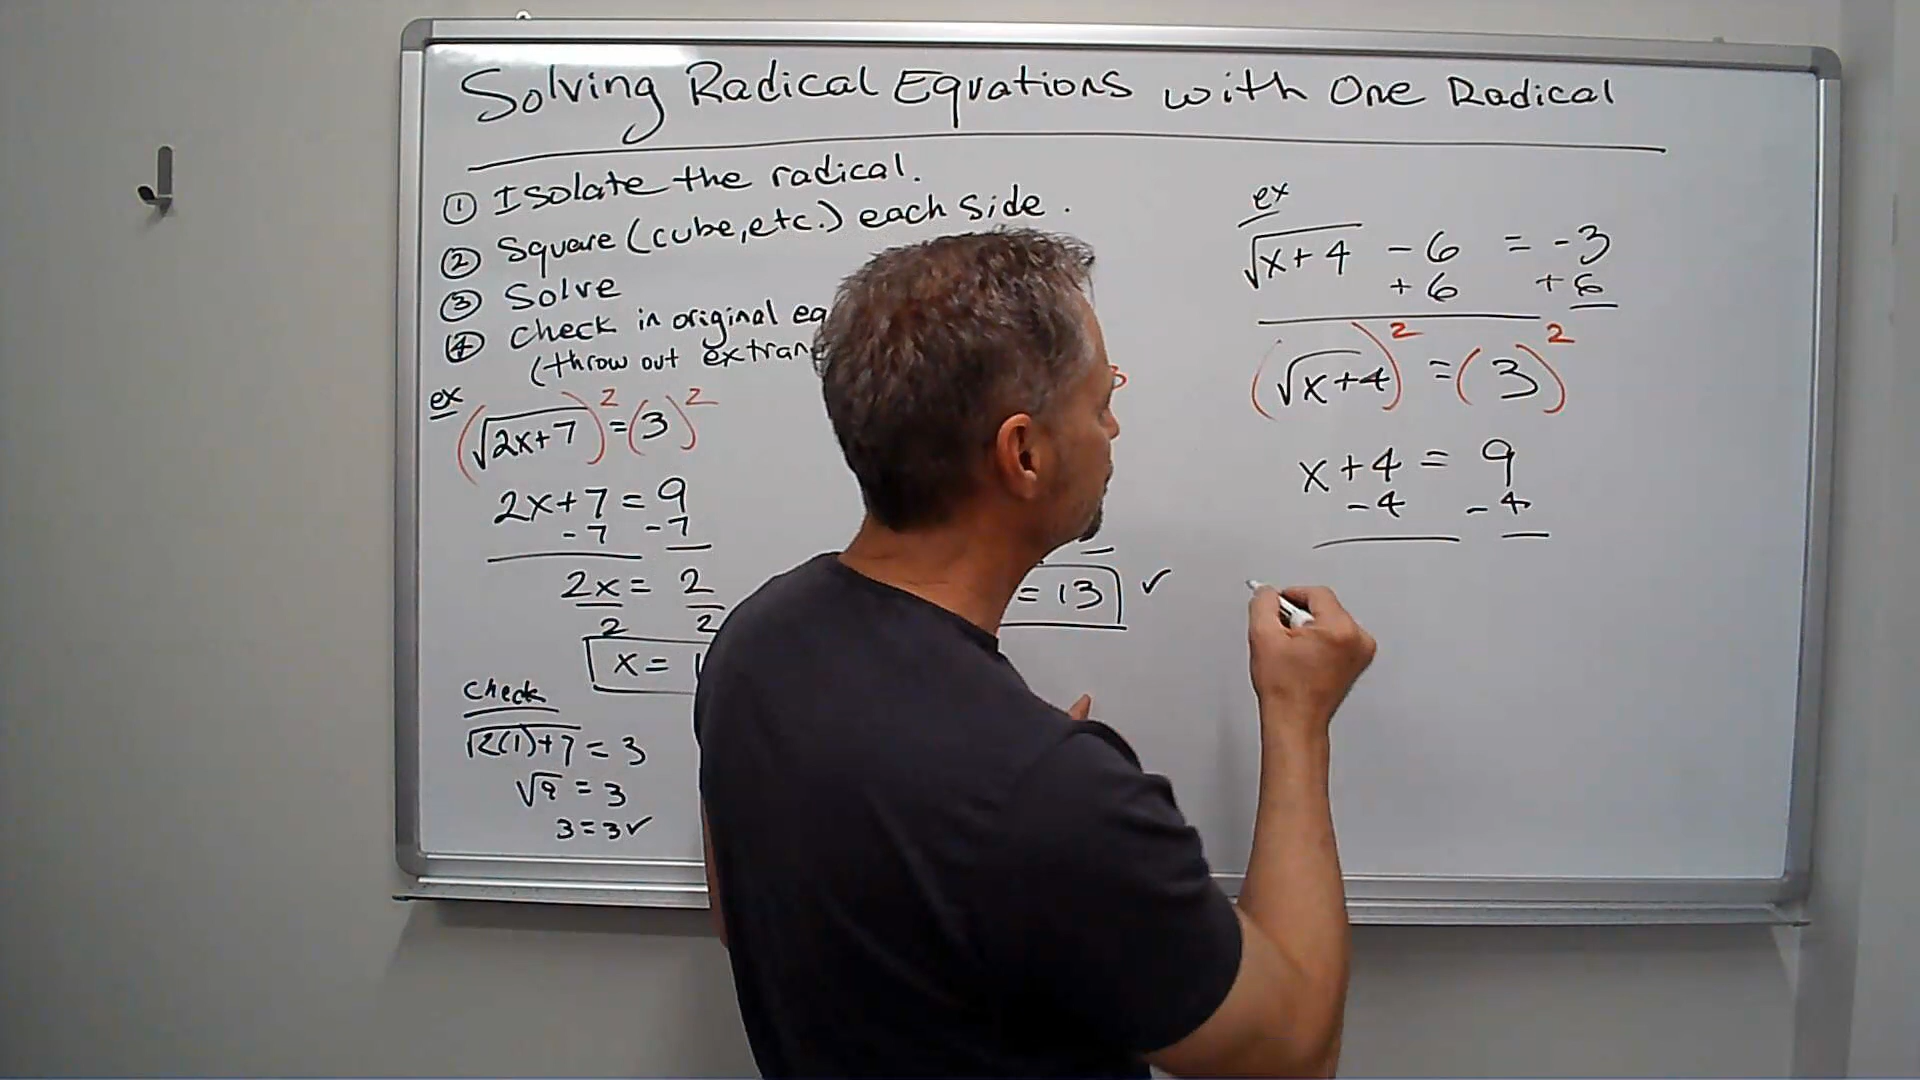 Solving Radical Equations with One Radical
① Isolate the radical.
② Square (cube, etc.) each side.
③ Solve
④ Check in original
(throw out
ex
(√2x+7)² = (3)²
2x+7 = 9
-7 -7
2x = 2
2 2
x =
Check
√2(1)+7 = 3
√9 = 3
3 = 3 ✓
= 13 ✓
ex
√x+4 - 6 = -3
+ 6 + 6
(√x+4)² = (3)²
x+4 = 9
-4 -4